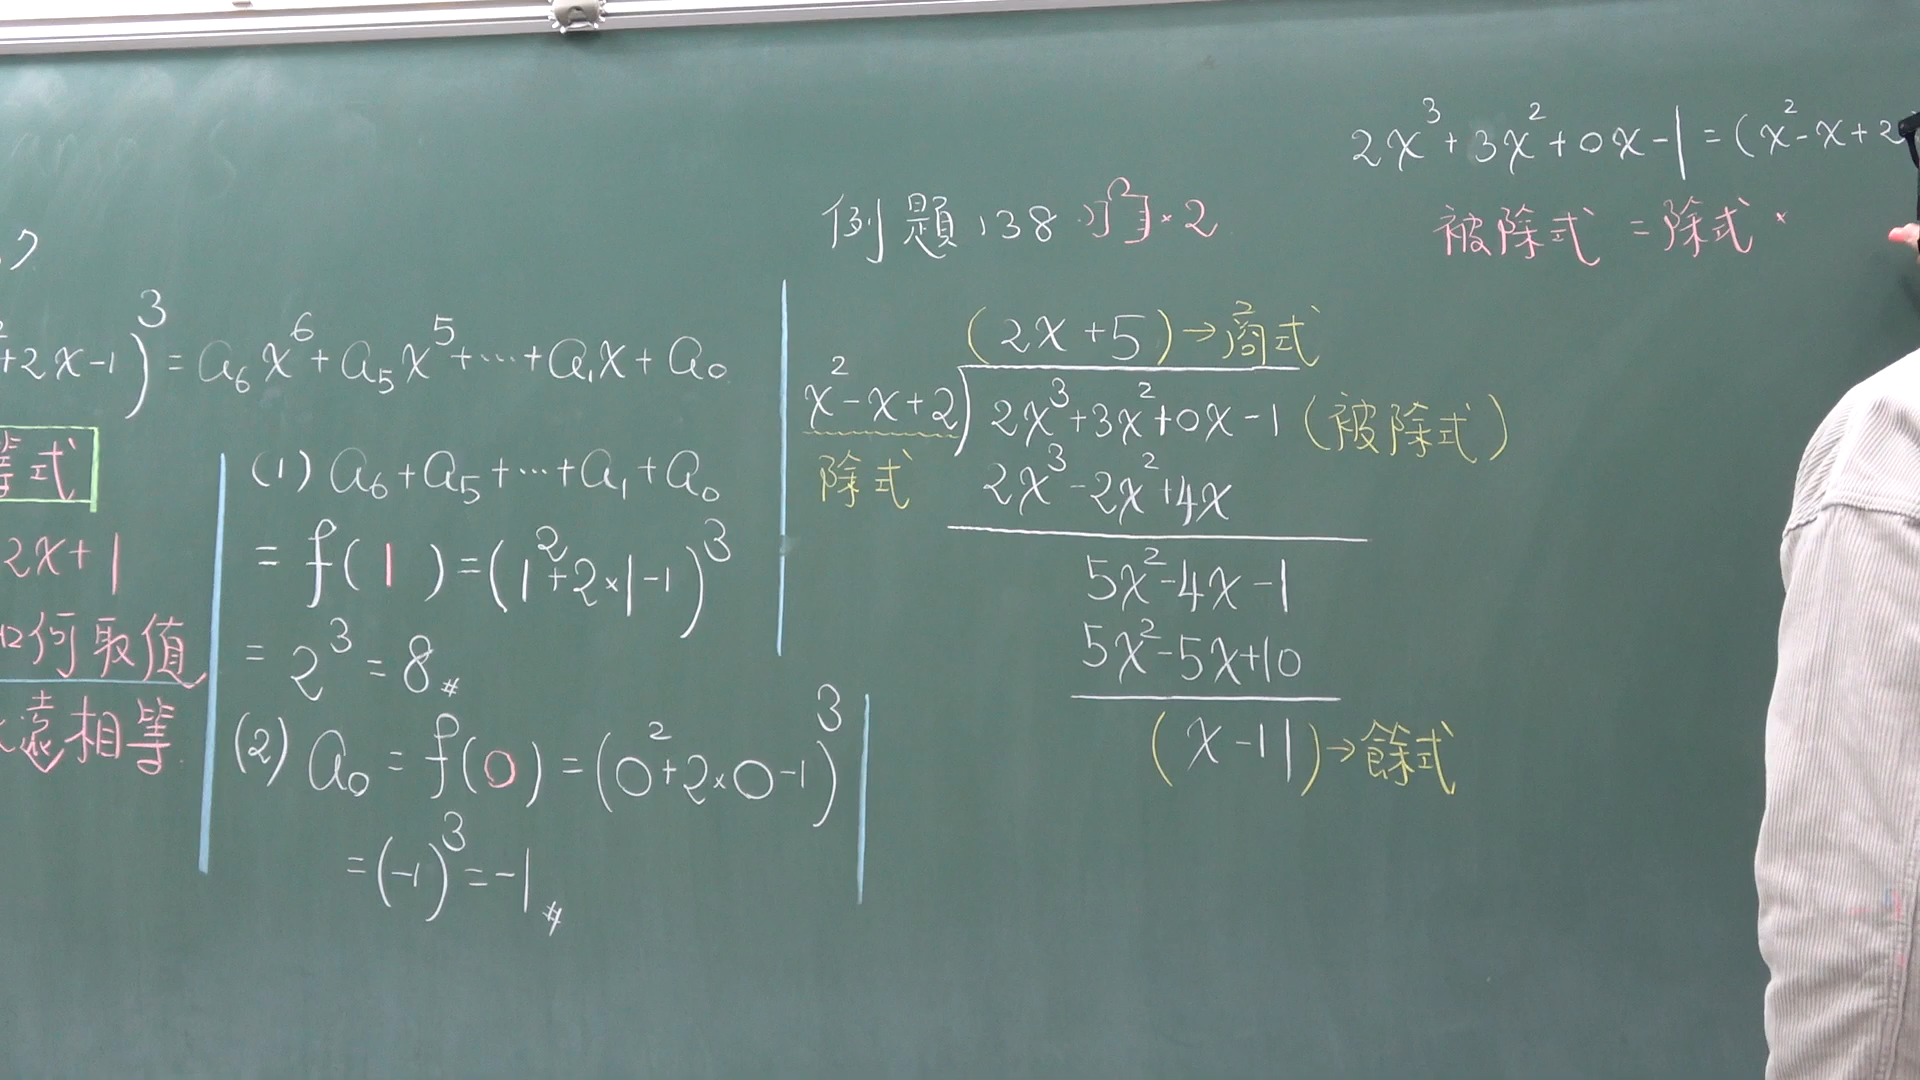 +2x-1)³ = a₆x⁶+a₅x⁵+⋯+a₁x+a₀
等式
2x+1
何取值
遠相等
(1) a₆+a₅+⋯+a₁+a₀
= f(1) = (1²+2×1-1)³
= 2³ = 8 #
(2) a₀ = f(0) = (0²+2×0-1)³
= (-1)³ = -1 #
例題138 習×2
(2x+5)→商式
x²-x+2) 2x³+3x²+0x-1 (被除式)
除式 2x³-2x²+4x
5x²-4x-1
5x²-5x+10
(x-11)→餘式
2x³+3x²+0x-1 = (x²-x+2
被除式 = 除式 ×